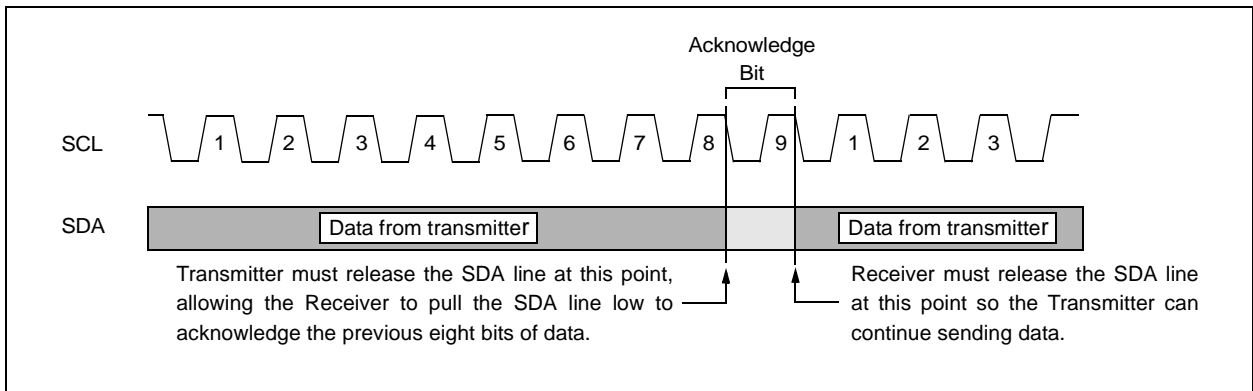 Acknowledge
Bit
SCL
1 2 3 4 5 6 7 8 9 1 2 3
SDA
Data from transmitter
Data from transmitter
Transmitter must release the SDA line at this point,
allowing the Receiver to pull the SDA line low to
acknowledge the previous eight bits of data.
Receiver must release the SDA line
at this point so the Transmitter can
continue sending data.